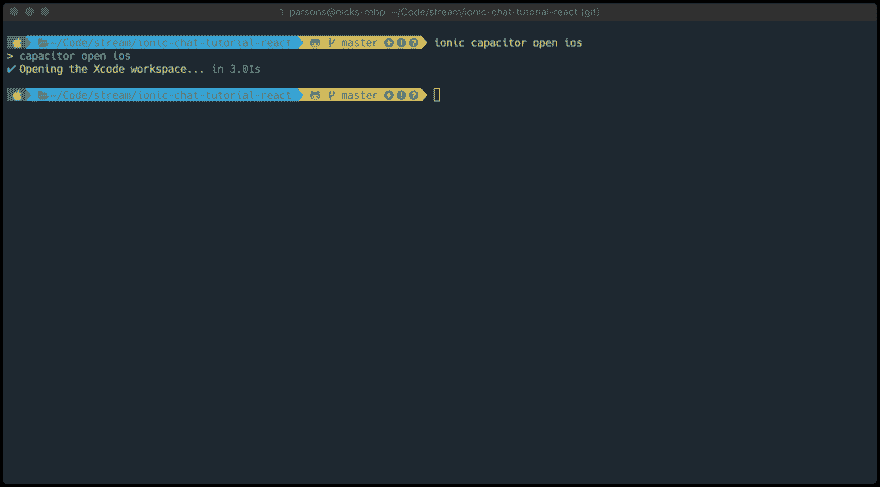 1. parsons@nicks-mbp: ~/Code/stream/ionic-chat-tutorial-react (git)
~/Code/stream/ionic-chat-tutorial-react master ionic capacitor open ios
> capacitor open ios
✔ Opening the Xcode workspace... in 3.01s
~/Code/stream/ionic-chat-tutorial-react master